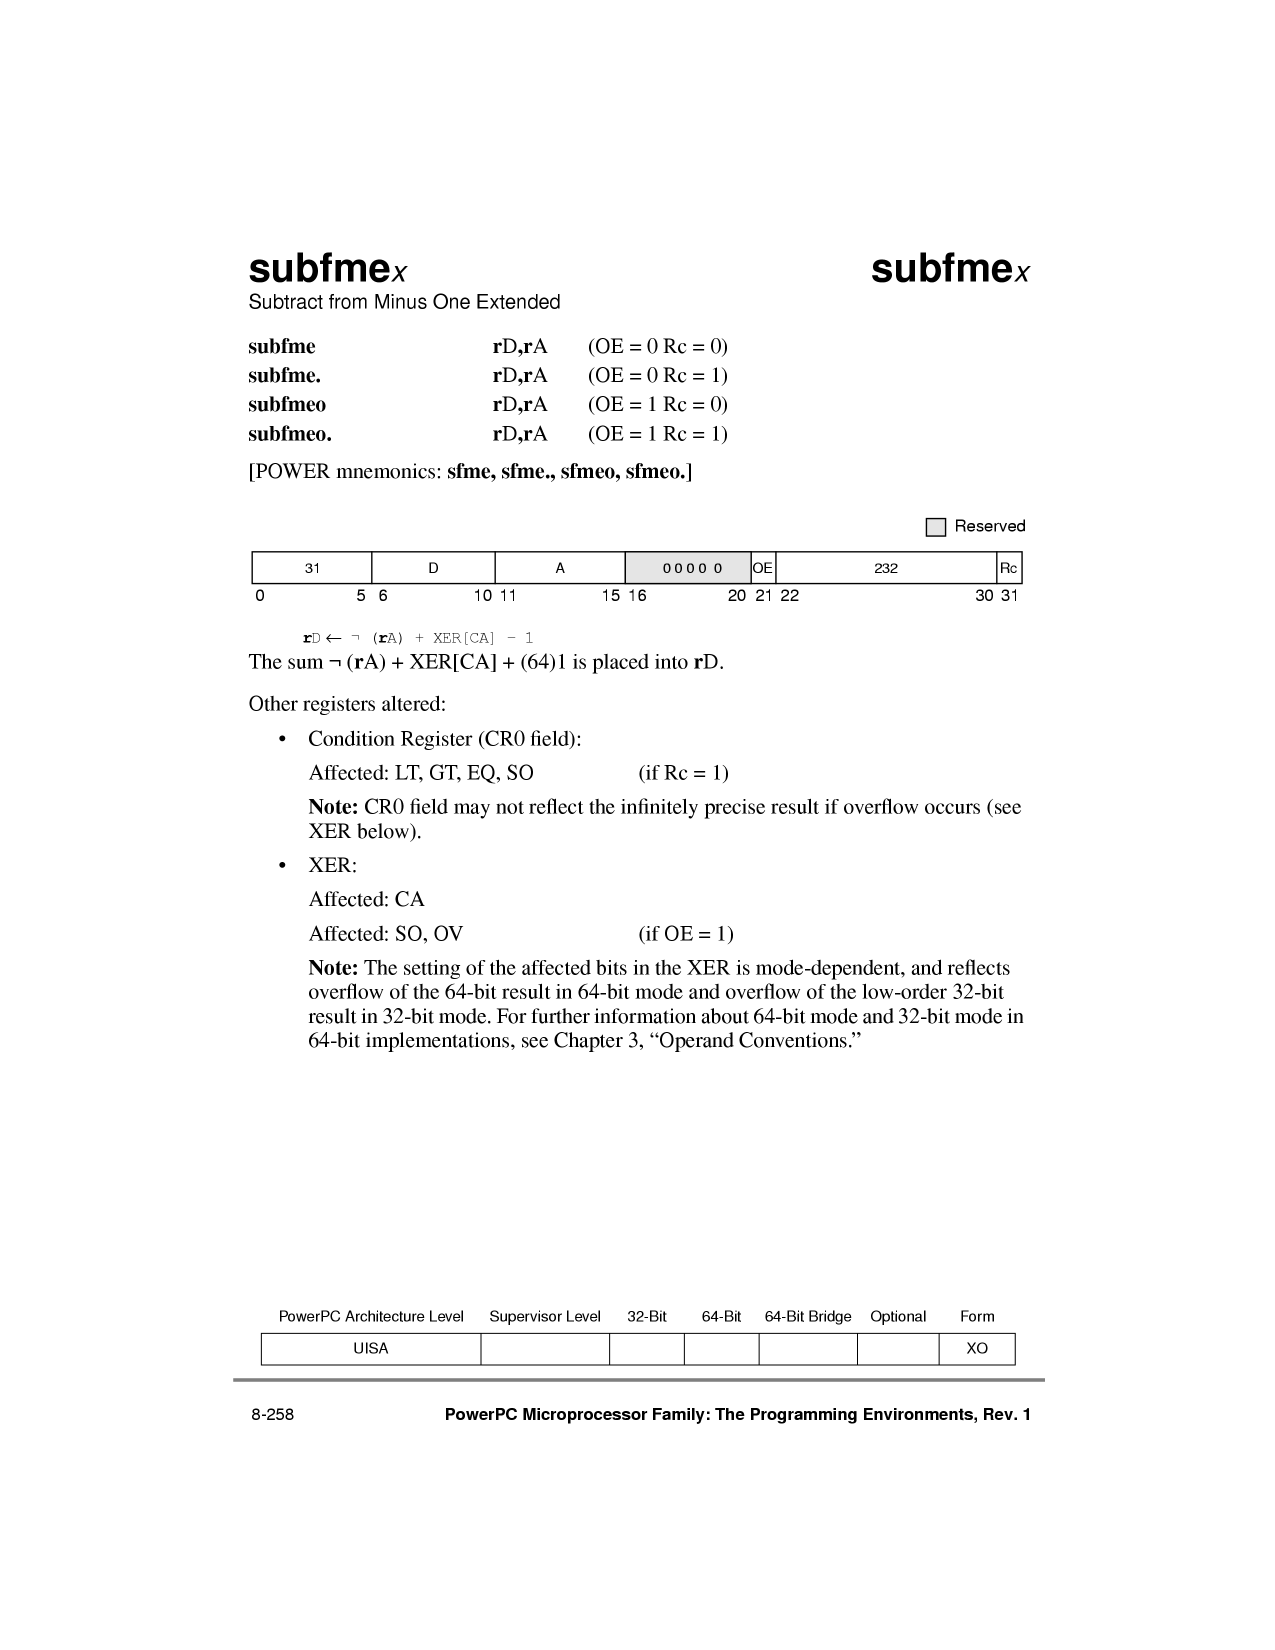 subfmex subfmex
Subtract from Minus One Extended
subfme rD,rA (OE = 0 Rc = 0)
subfme. rD,rA (OE = 0 Rc = 1)
subfmeo rD,rA (OE = 1 Rc = 0)
subfmeo. rD,rA (OE = 1 Rc = 1)
[POWER mnemonics: sfme, sfme., sfmeo, sfmeo.]
Reserved
31 D A 0 0 0 0 0 OE 232 Rc
0 5 6 10 11 15 16 20 21 22 30 31
rD ← ¬ (rA) + XER[CA] – 1
The sum ¬ (rA) + XER[CA] + (64)1 is placed into rD.
Other registers altered:
• Condition Register (CR0 field):
Affected: LT, GT, EQ, SO (if Rc = 1)
Note: CR0 field may not reflect the infinitely precise result if overflow occurs (see
XER below).
• XER:
Affected: CA
Affected: SO, OV (if OE = 1)
Note: The setting of the affected bits in the XER is mode-dependent, and reflects
overflow of the 64-bit result in 64-bit mode and overflow of the low-order 32-bit
result in 32-bit mode. For further information about 64-bit mode and 32-bit mode in
64-bit implementations, see Chapter 3, “Operand Conventions.”
PowerPC Architecture Level Supervisor Level 32-Bit 64-Bit 64-Bit Bridge Optional Form
UISA XO
8-258 PowerPC Microprocessor Family: The Programming Environments, Rev. 1